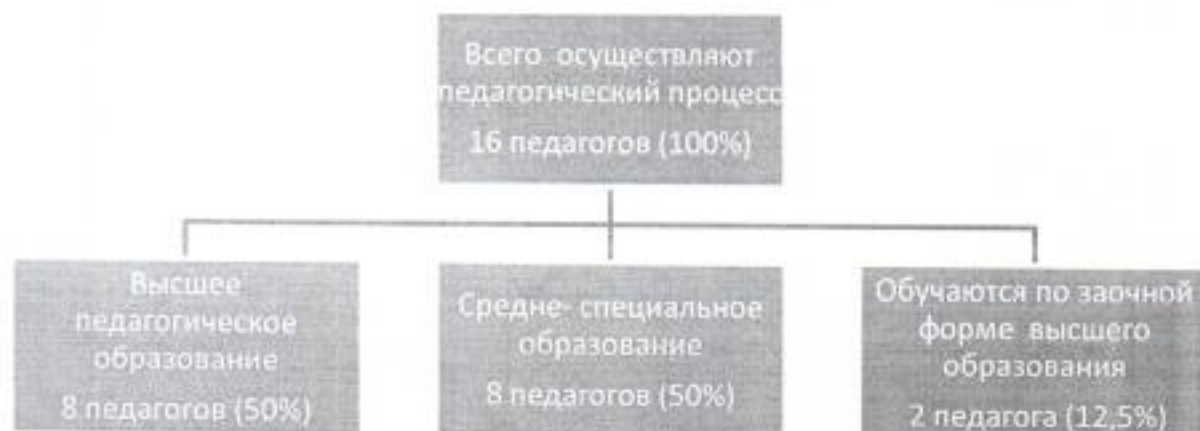 Всего осуществляют
педагогический процесс
16 педагогов (100%)
Высшее
педагогическое
образование
8 педагогов (50%)
Средне- специальное
образование
8 педагогов (50%)
Обучаются по заочной
форме высшего
образования
2 педагога (12,5%)